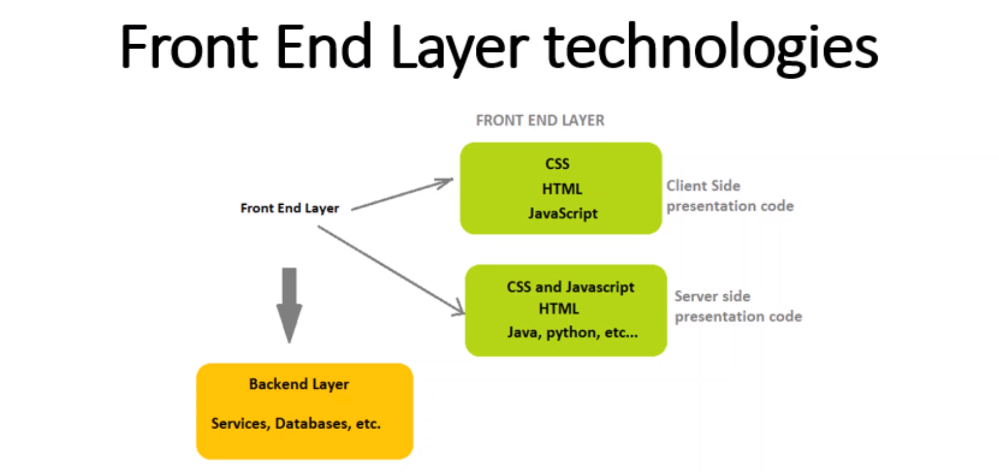 Front End Layer technologies
FRONT END LAYER
CSS
HTML
JavaScript
Client Side
presentation code
Front End Layer
CSS and Javascript
HTML
Java, python, etc...
Server side
presentation code
Backend Layer
Services, Databases, etc.